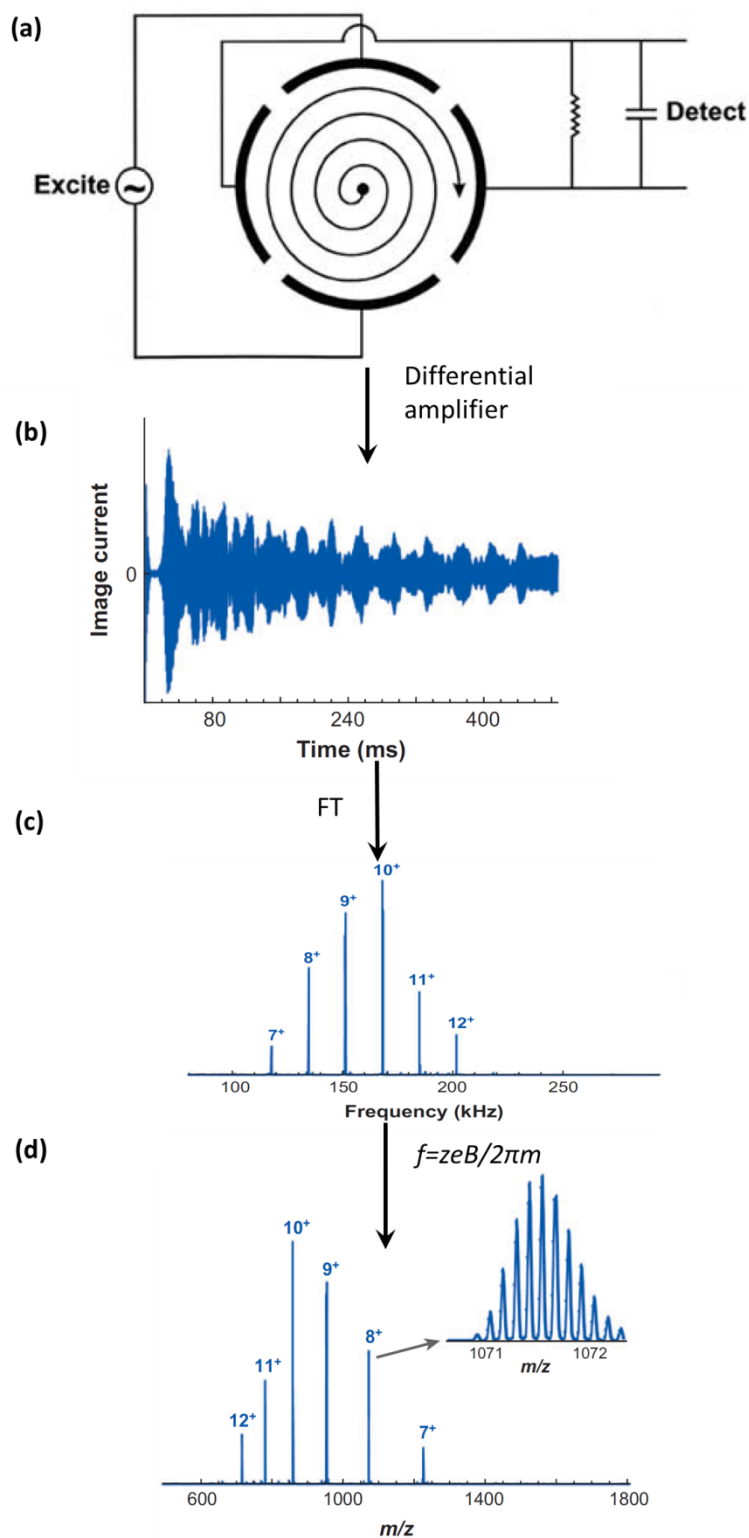 (a)
Excite
~
Detect
Differential
amplifier
(b)
Image current
0
80 240 400
Time (ms)
FT
(c)
7+ 8+ 9+ 10+ 11+ 12+
100 150 200 250
Frequency (kHz)
(d)
f=zeB/2πm
12+ 11+ 10+ 9+ 8+ 7+
1071 1072
m/z
600 1000 1400 1800
m/z